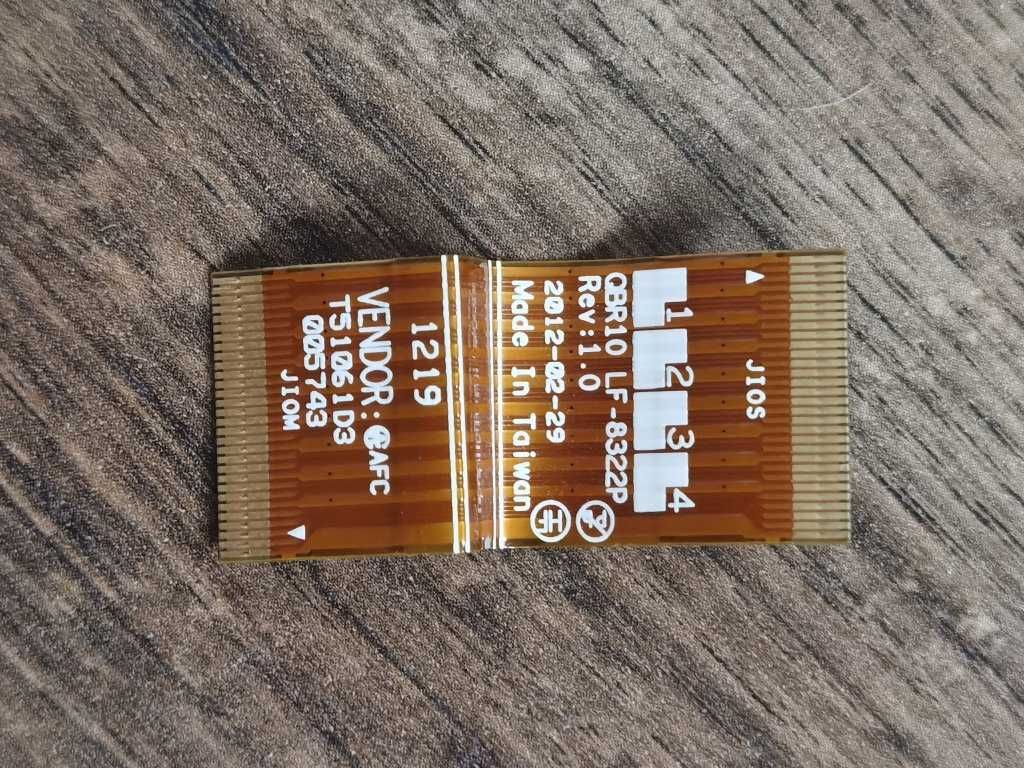 JIOS
1 2 3 4
QBR10 LF-8322P
Rev:1.0
2012-02-29
Made In Taiwan
1219
VENDOR: AFC
T51061D3
005743
JIOM